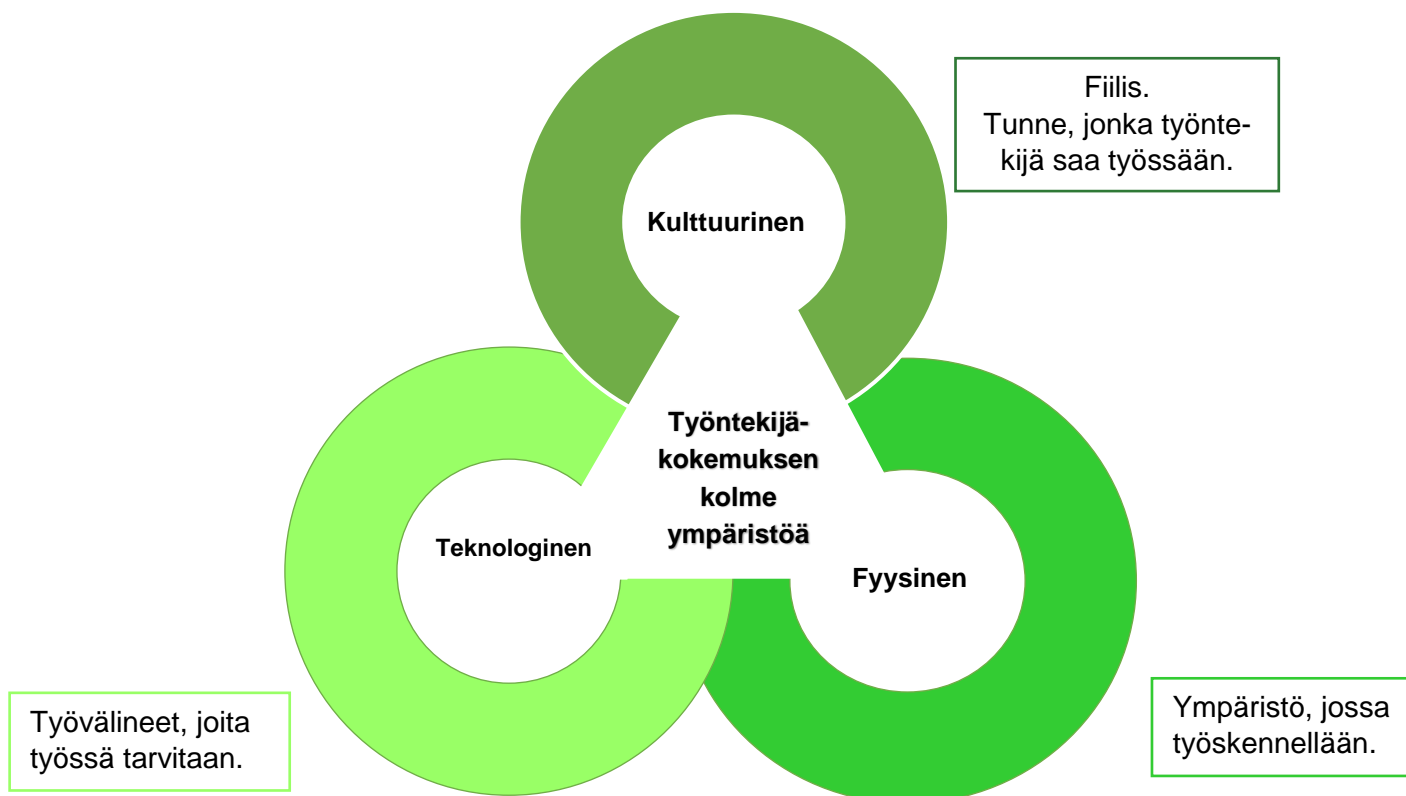 Fiilis.
Tunne, jonka työnte-
kijä saa työssään.
Kulttuurinen
Työntekijä-
kokemuksen
kolme
ympäristöä
Teknologinen
Fyysinen
Työvälineet, joita
työssä tarvitaan.
Ympäristö, jossa
työskennellään.